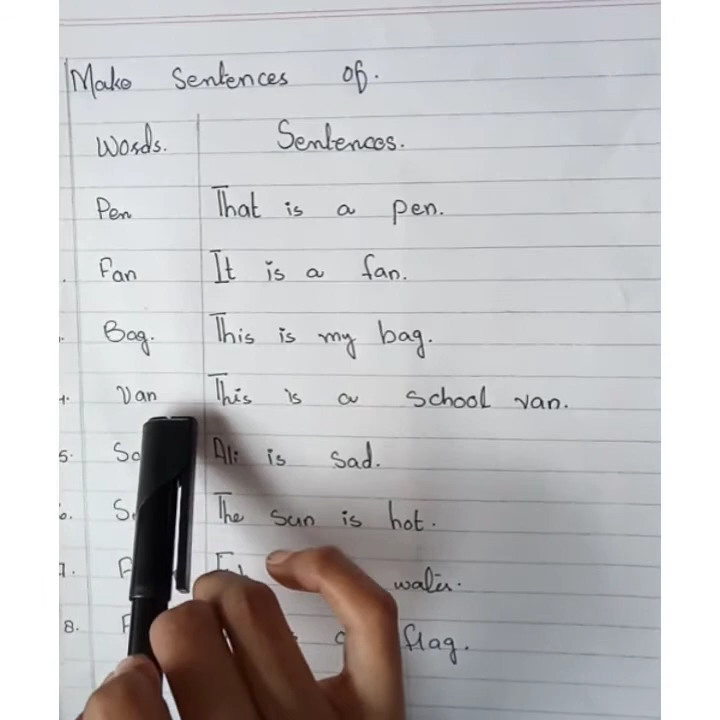 Make Sentences of.
Words. Sentences.
Pen That is a pen.
Fan It is a fan.
Bag. This is my bag.
4. Van This is a school van.
5. Ali is sad.
6. The sun is hot.
7. water.
8. flag.